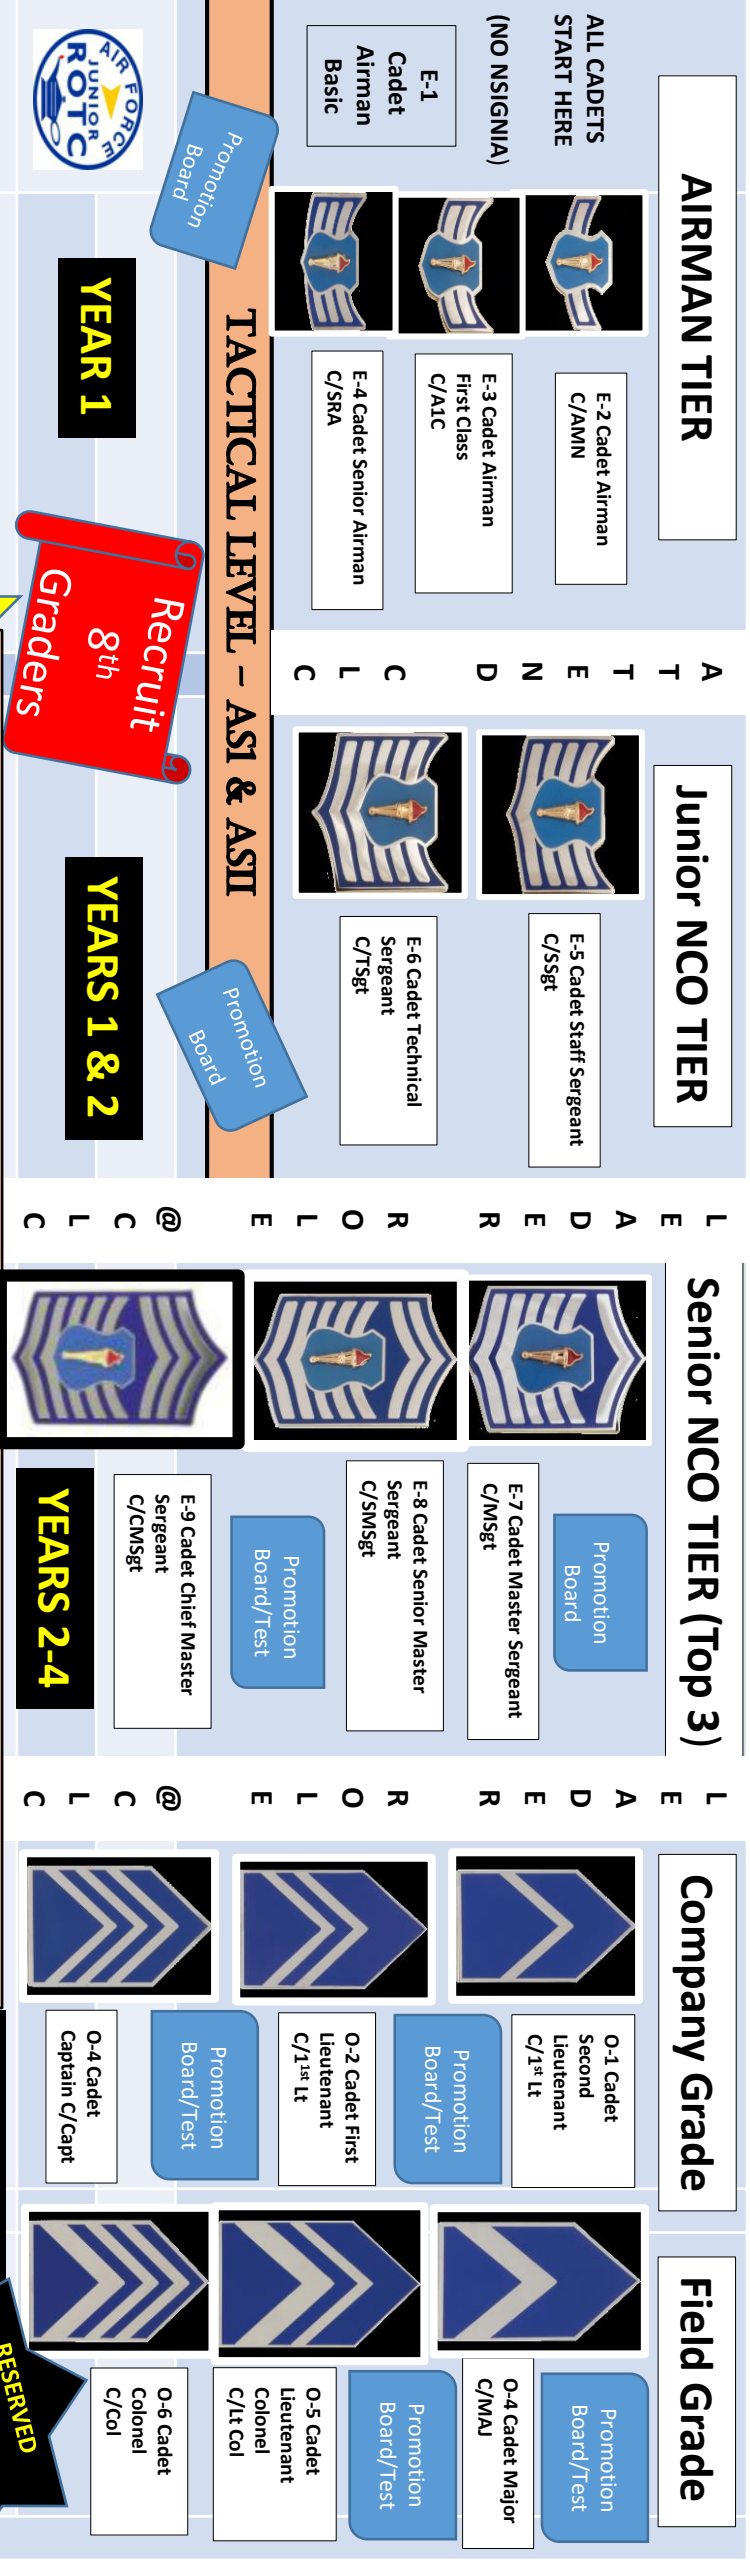 AIRMAN TIER
ALL CADETS
START HERE
(NO NSIGNIA)
E-1
Cadet
Airman
Basic
E-2 Cadet Airman
C/AMN
E-3 Cadet Airman
First Class
C/A1C
E-4 Cadet Senior Airman
C/SRA
Promotion
Board
TACTICAL LEVEL – AS1 & ASII
AIR FORCE
JUNIOR
ROTC
YEAR 1
Recruit
8th
Graders
ATTEND CLC
Junior NCO TIER
E-5 Cadet Staff Sergeant
C/SSgt
E-6 Cadet Technical
Sergeant
C/TSgt
Promotion
Board
YEARS 1 & 2
LEADER ROLE @CLC
Senior NCO TIER (Top 3)
Promotion
Board
E-7 Cadet Master Sergeant
C/MSgt
E-8 Cadet Senior Master
Sergeant
C/SMSgt
Promotion
Board/Test
E-9 Cadet Chief Master
Sergeant
C/CMSgt
YEARS 2-4
LEADER ROLE @CLC
Company Grade
O-1 Cadet
Second
Lieutenant
C/1st Lt
Promotion
Board/Test
O-2 Cadet First
Lieutenant
C/1st Lt
Promotion
Board/Test
O-4 Cadet
Captain C/Capt
Field Grade
Promotion
Board/Test
O-4 Cadet Major
C/MAJ
Promotion
Board/Test
O-5 Cadet
Lieutenant
Colonel
C/Lt Col
O-6 Cadet
Colonel
C/Col
RESERVED